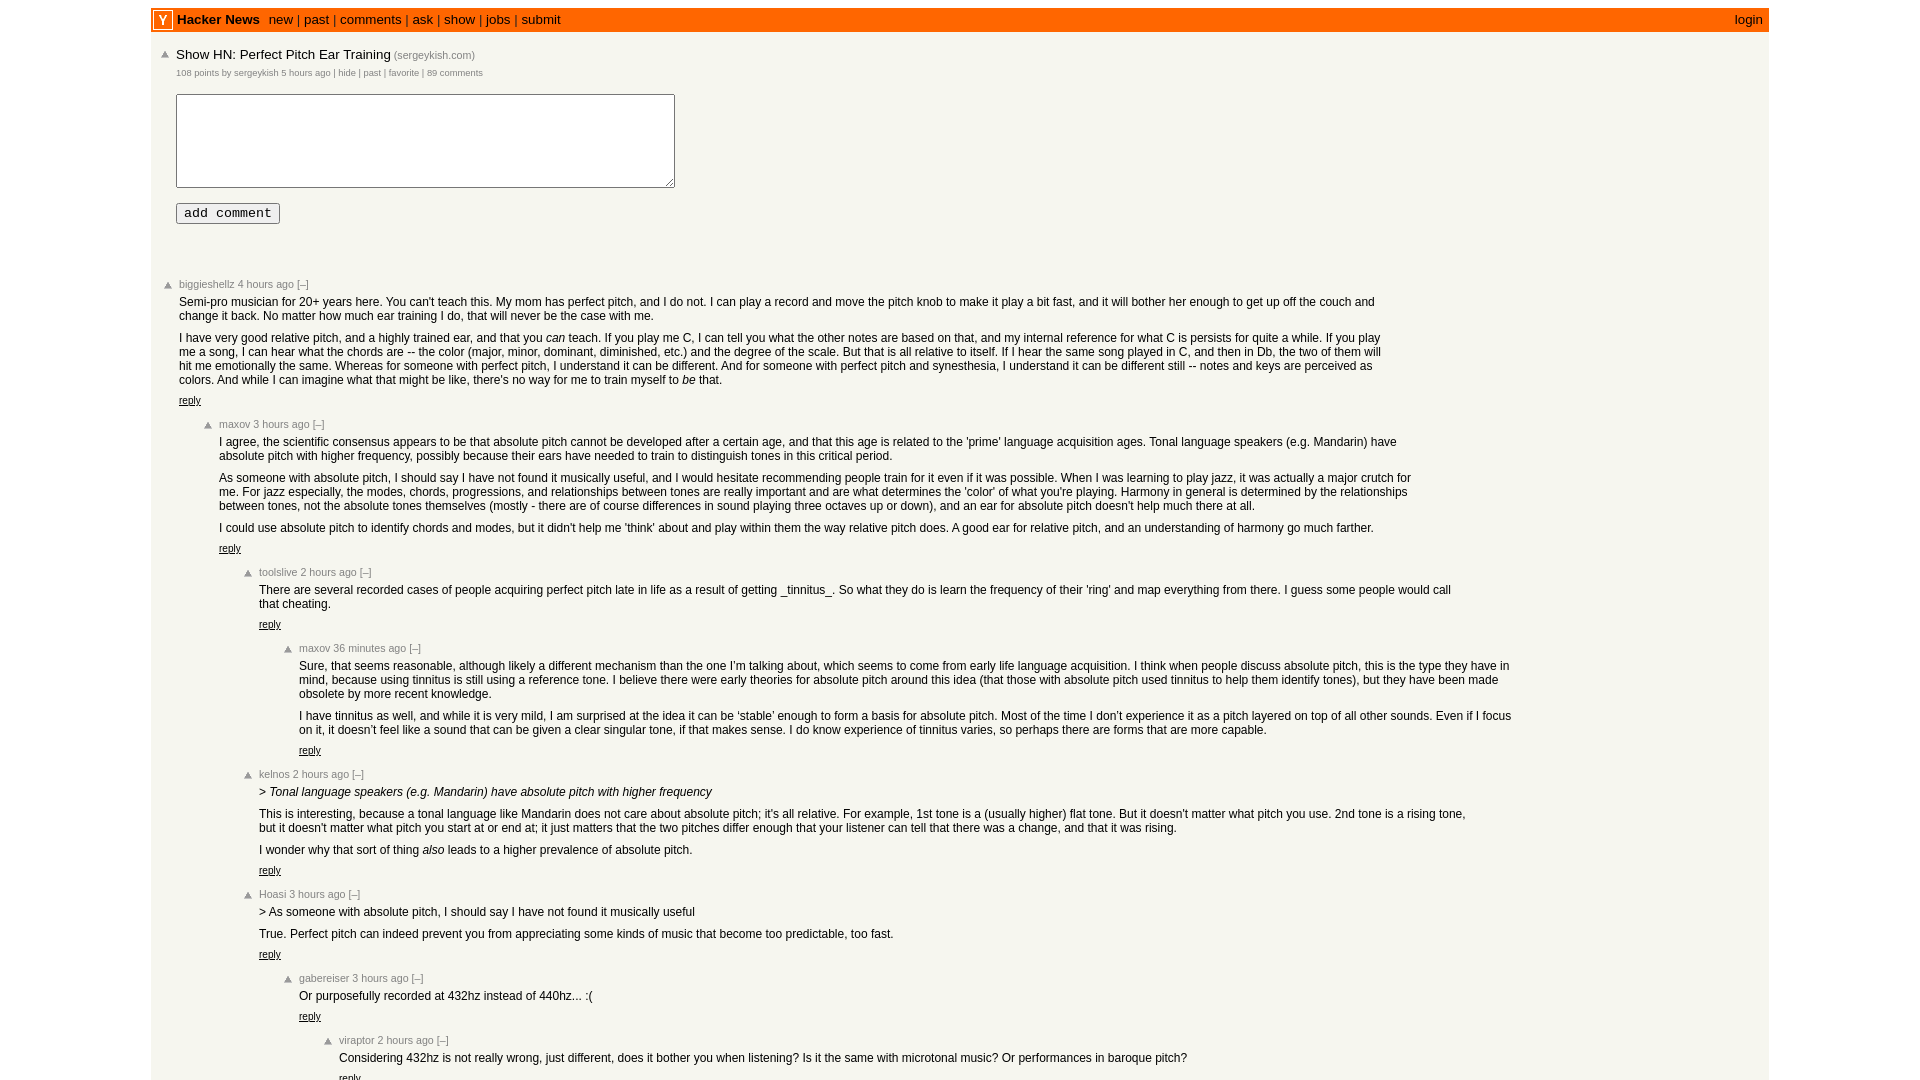 Y Hacker News new | past | comments | ask | show | jobs | submit login
Show HN: Perfect Pitch Ear Training (sergeykish.com)
108 points by sergeykish 5 hours ago | hide | past | favorite | 89 comments
add comment
biggieshellz 4 hours ago [–]
Semi-pro musician for 20+ years here. You can't teach this. My mom has perfect pitch, and I do not. I can play a record and move the pitch knob to make it play a bit fast, and it will bother her enough to get up off the couch and
change it back. No matter how much ear training I do, that will never be the case with me.
I have very good relative pitch, and a highly trained ear, and that you can teach. If you play me C, I can tell you what the other notes are based on that, and my internal reference for what C is persists for quite a while. If you play
me a song, I can hear what the chords are -- the color (major, minor, dominant, diminished, etc.) and the degree of the scale. But that is all relative to itself. If I hear the same song played in C, and then in Db, the two of them will
hit me emotionally the same. Whereas for someone with perfect pitch, I understand it can be different. And for someone with perfect pitch and synesthesia, I understand it can be different still -- notes and keys are perceived as
colors. And while I can imagine what that might be like, there's no way for me to train myself to be that.
reply
maxov 3 hours ago [–]
I agree, the scientific consensus appears to be that absolute pitch cannot be developed after a certain age, and that this age is related to the 'prime' language acquisition ages. Tonal language speakers (e.g. Mandarin) have
absolute pitch with higher frequency, possibly because their ears have needed to train to distinguish tones in this critical period.
As someone with absolute pitch, I should say I have not found it musically useful, and I would hesitate recommending people train for it even if it was possible. When I was learning to play jazz, it was actually a major crutch for
me. For jazz especially, the modes, chords, progressions, and relationships between tones are really important and are what determines the 'color' of what you're playing. Harmony in general is determined by the relationships
between tones, not the absolute tones themselves (mostly - there are of course differences in sound playing three octaves up or down), and an ear for absolute pitch doesn't help much there at all.
I could use absolute pitch to identify chords and modes, but it didn't help me 'think' about and play within them the way relative pitch does. A good ear for relative pitch, and an understanding of harmony go much farther.
reply
toolslive 2 hours ago [–]
There are several recorded cases of people acquiring perfect pitch late in life as a result of getting _tinnitus_. So what they do is learn the frequency of their 'ring' and map everything from there. I guess some people would call
that cheating.
reply
maxov 36 minutes ago [–]
Sure, that seems reasonable, although likely a different mechanism than the one I’m talking about, which seems to come from early life language acquisition. I think when people discuss absolute pitch, this is the type they have in
mind, because using tinnitus is still using a reference tone. I believe there were early theories for absolute pitch around this idea (that those with absolute pitch used tinnitus to help them identify tones), but they have been made
obsolete by more recent knowledge.
I have tinnitus as well, and while it is very mild, I am surprised at the idea it can be ‘stable’ enough to form a basis for absolute pitch. Most of the time I don’t experience it as a pitch layered on top of all other sounds. Even if I focus
on it, it doesn’t feel like a sound that can be given a clear singular tone, if that makes sense. I do know experience of tinnitus varies, so perhaps there are forms that are more capable.
reply
kelnos 2 hours ago [–]
> Tonal language speakers (e.g. Mandarin) have absolute pitch with higher frequency
This is interesting, because a tonal language like Mandarin does not care about absolute pitch; it's all relative. For example, 1st tone is a (usually higher) flat tone. But it doesn't matter what pitch you use. 2nd tone is a rising tone,
but it doesn't matter what pitch you start at or end at; it just matters that the two pitches differ enough that your listener can tell that there was a change, and that it was rising.
I wonder why that sort of thing also leads to a higher prevalence of absolute pitch.
reply
Hoasi 3 hours ago [–]
> As someone with absolute pitch, I should say I have not found it musically useful
True. Perfect pitch can indeed prevent you from appreciating some kinds of music that become too predictable, too fast.
reply
gabereiser 3 hours ago [–]
Or purposefully recorded at 432hz instead of 440hz... :(
reply
viraptor 2 hours ago [–]
Considering 432hz is not really wrong, just different, does it bother you when listening? Is it the same with microtonal music? Or performances in baroque pitch?
reply